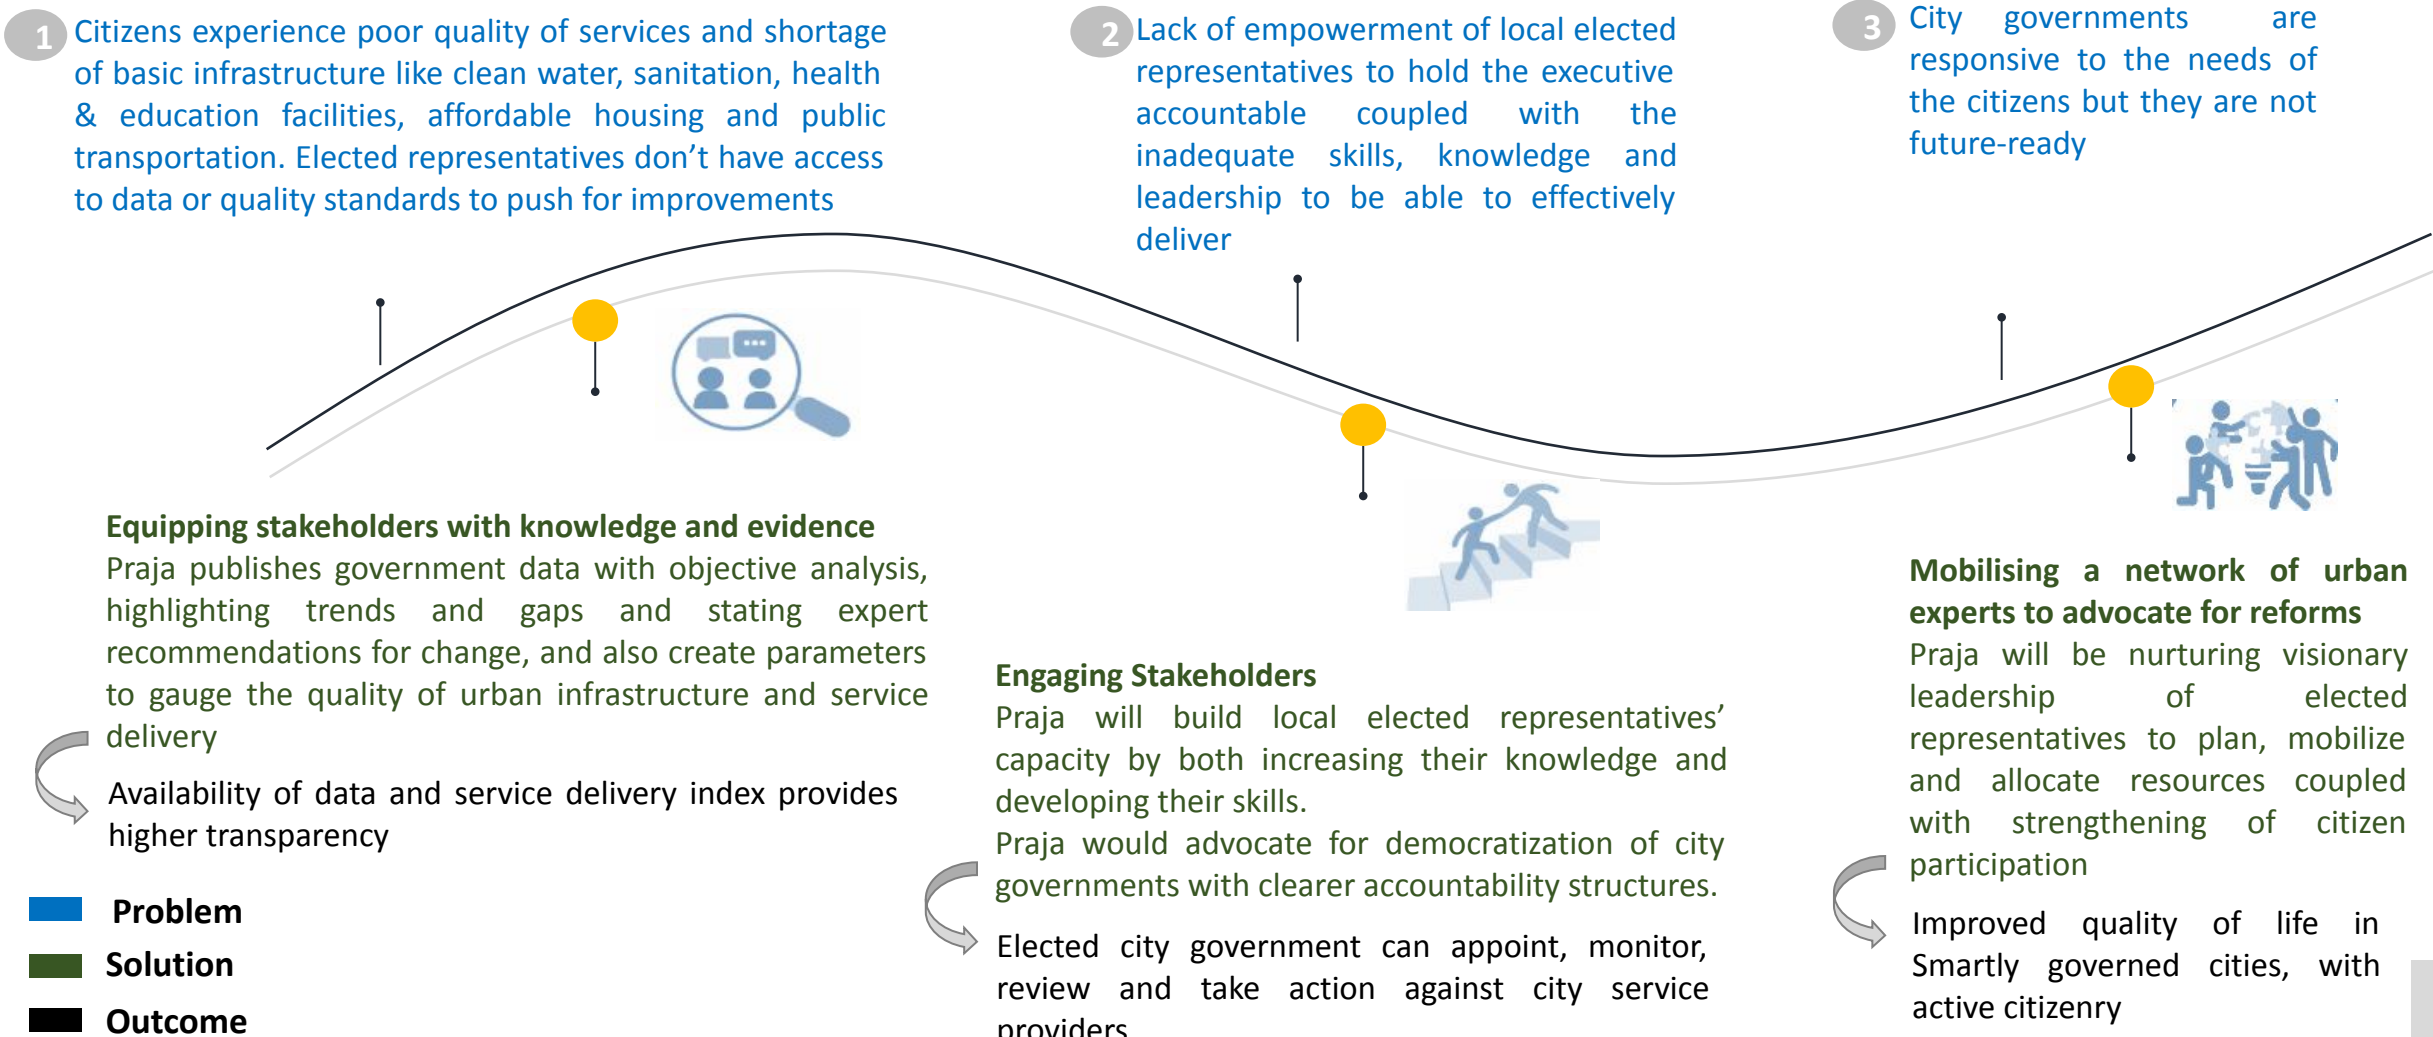 1
Citizens experience poor quality of services and shortage
of basic infrastructure like clean water, sanitation, health
& education facilities, affordable housing and public
transportation. Elected representatives don’t have access
to data or quality standards to push for improvements
2
Lack of empowerment of local elected
representatives to hold the executive
accountable coupled with the
inadequate skills, knowledge and
leadership to be able to effectively
deliver
3
City governments are
responsive to the needs of
the citizens but they are not
future-ready
Equipping stakeholders with knowledge and evidence
Praja publishes government data with objective analysis,
highlighting trends and gaps and stating expert
recommendations for change, and also create parameters
to gauge the quality of urban infrastructure and service
delivery
Availability of data and service delivery index provides
higher transparency
Engaging Stakeholders
Praja will build local elected representatives’
capacity by both increasing their knowledge and
developing their skills.
Praja would advocate for democratization of city
governments with clearer accountability structures.
Elected city government can appoint, monitor,
review and take action against city service
providers
Mobilising a network of urban
experts to advocate for reforms
Praja will be nurturing visionary
leadership of elected
representatives to plan, mobilize
and allocate resources coupled
with strengthening of citizen
participation
Improved quality of life in
Smartly governed cities, with
active citizenry
Problem
Solution
Outcome